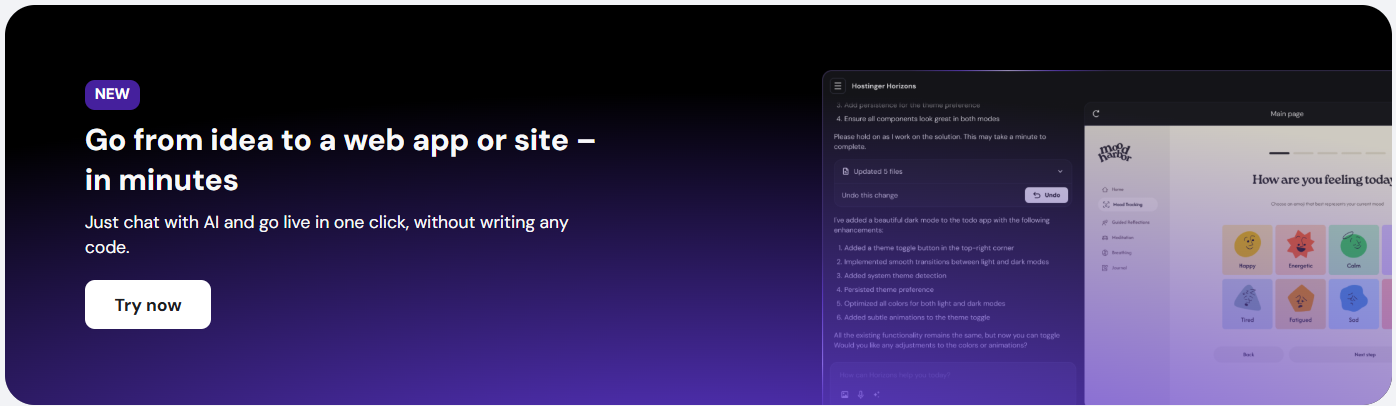 NEW
Go from idea to a web app or site –
in minutes
Just chat with AI and go live in one click, without writing any
code.
Try now
Hostinger Horizons
3. Add persistence for the theme preference
4. Ensure all components look great in both modes
Please hold on as I work on the solution. This may take a minute to
complete.
Updated 5 files
Undo this change
Undo
I've added a beautiful dark mode to the todo app with the following
enhancements:
1. Added a theme toggle button in the top-right corner
2. Implemented smooth transitions between light and dark modes
3. Added system theme detection
4. Persisted theme preference
5. Optimized all colors for both light and dark modes
6. Added subtle animations to the theme toggle
All the existing functionality remains the same, but now you can toggle
Would you like any adjustments to the colors or animations?
How can Horizons help you today?
Main page
mood
harbor
Home
Mood Tracking
Guided Reflections
Meditation
Breathing
Journal
How are you feeling today
Choose an emoji that best represents your current mood
Happy
Energetic
Calm
Tired
Fatigued
Sad
Back
Next step